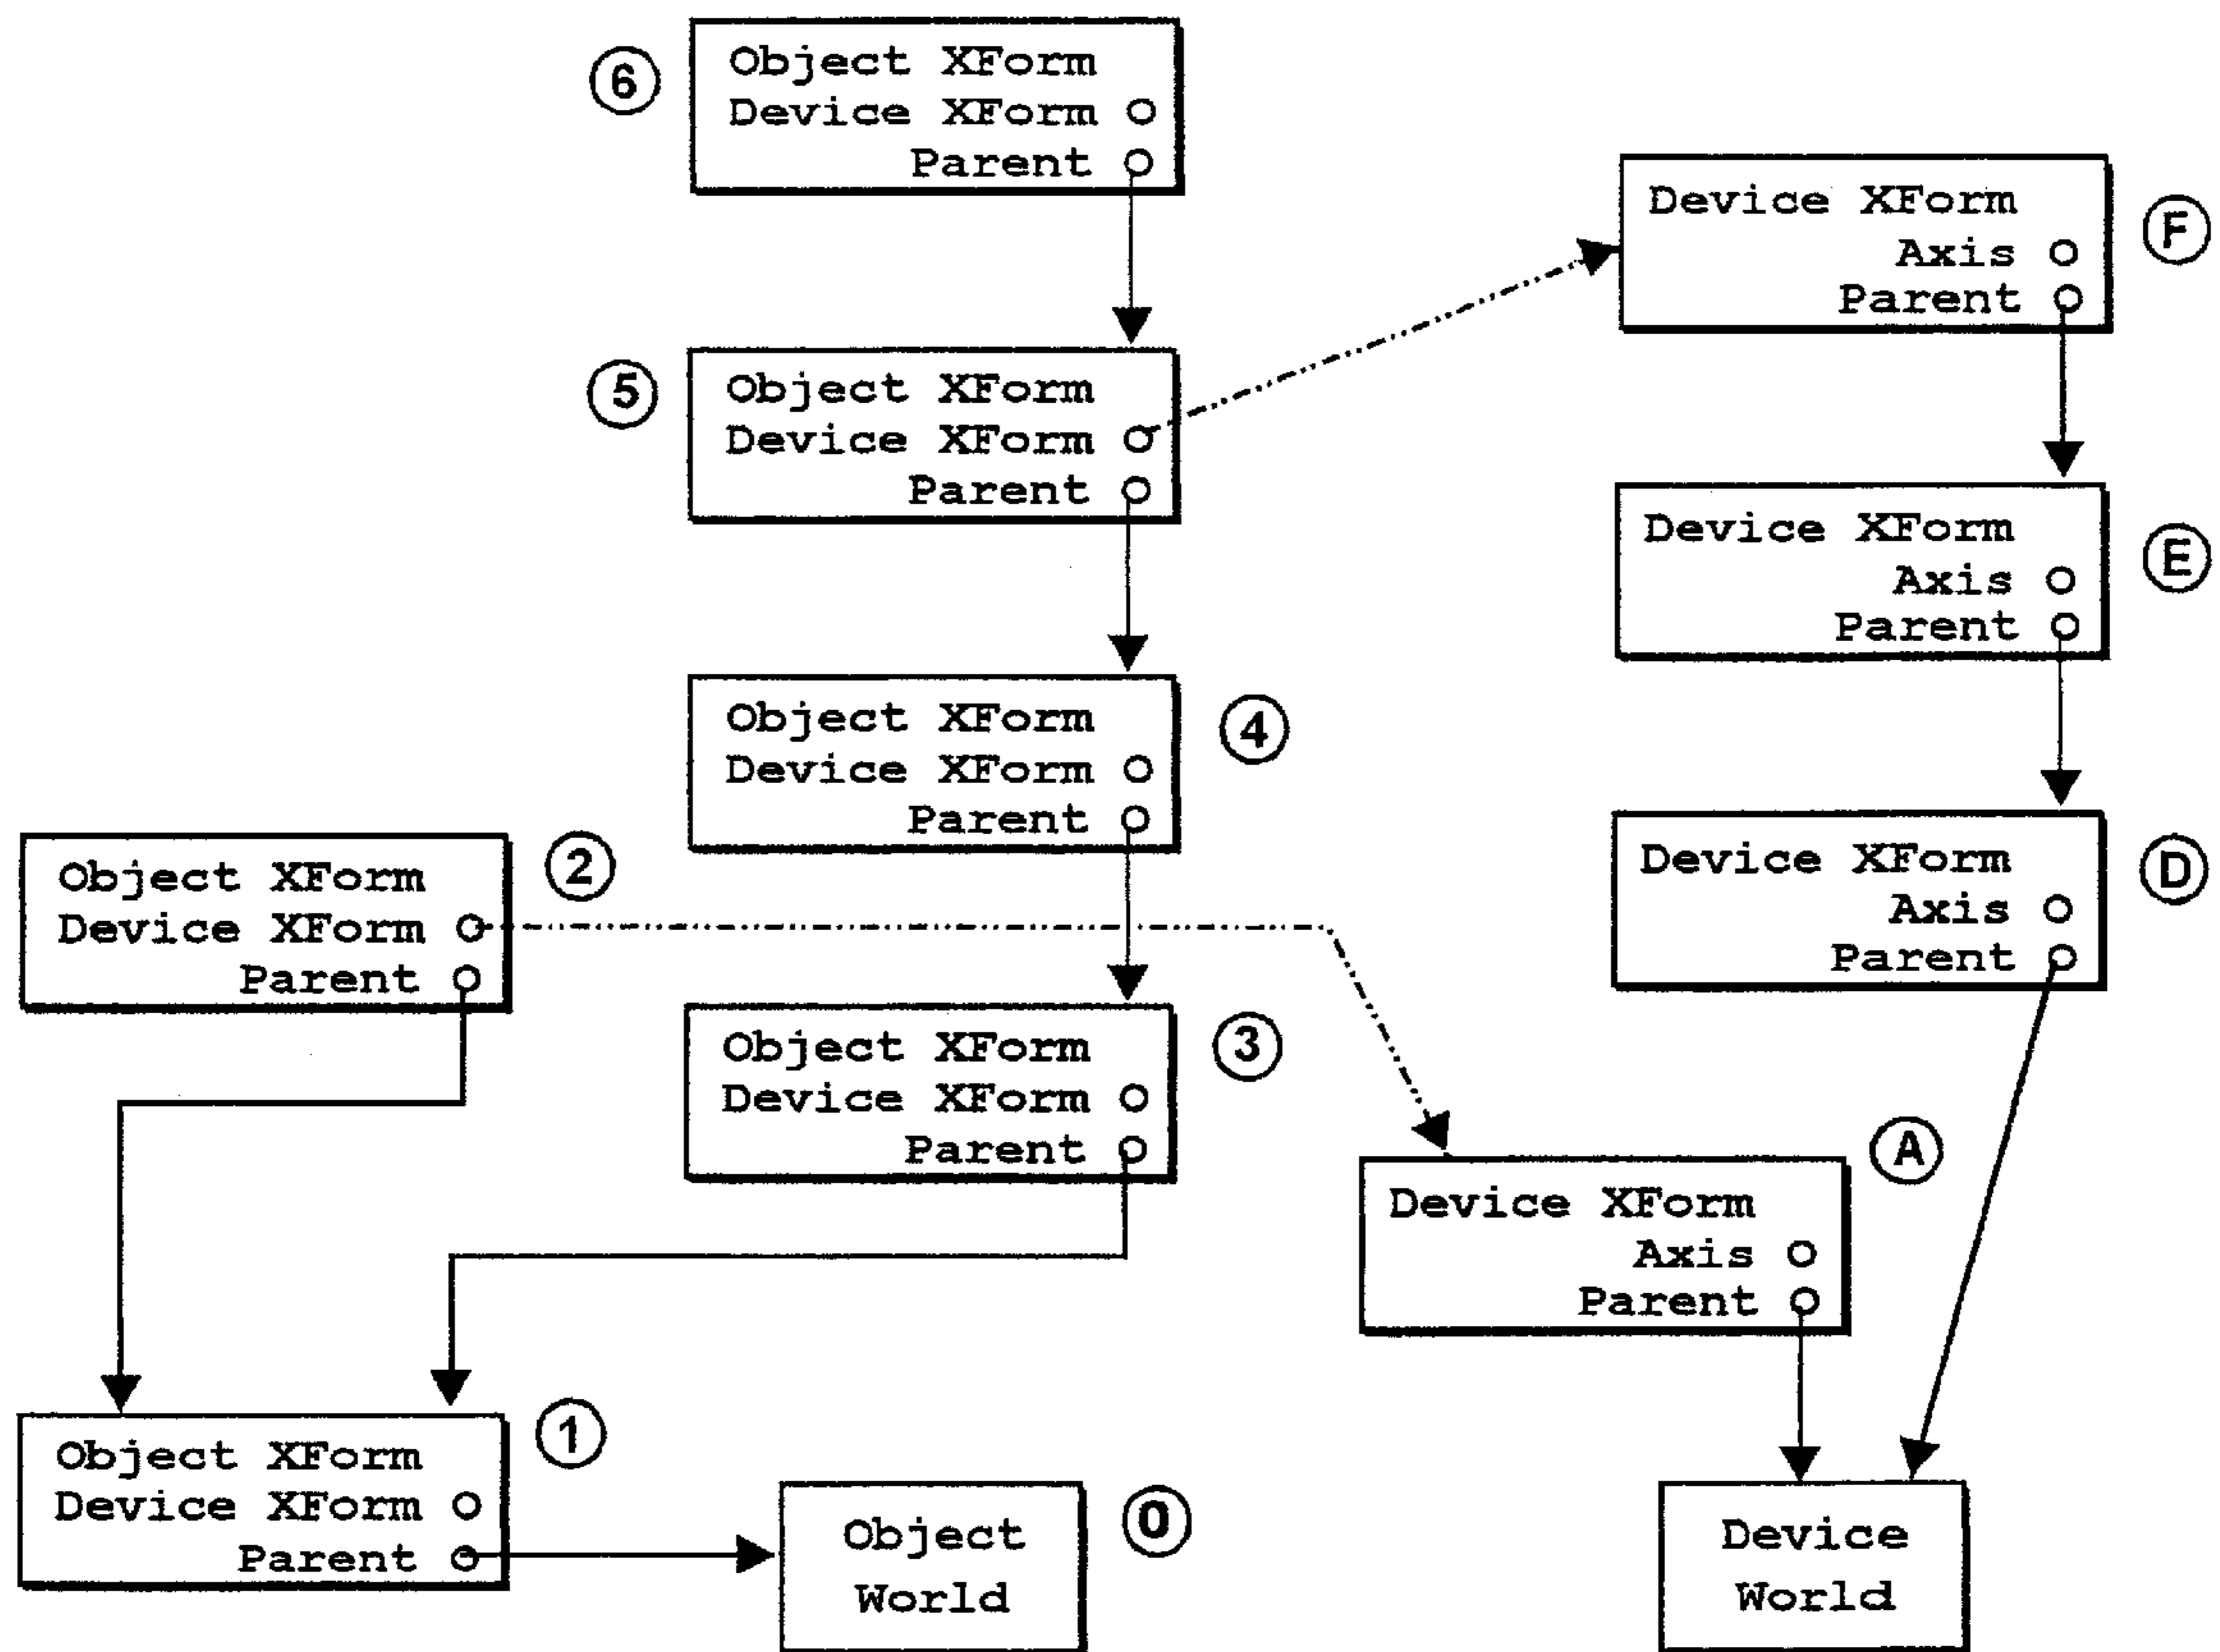 6
Object XForm
Device XForm
Parent
Device XForm
Axis
Parent
F
5
Object XForm
Device XForm
Parent
Device XForm
Axis
Parent
E
Object XForm
Device XForm
Parent
4
Object XForm
Device XForm
Parent
2
Device XForm
Axis
Parent
D
Object XForm
Device XForm
Parent
3
Device XForm
Axis
Parent
A
Object XForm
Device XForm
Parent
1
Object
World
0
Device
World